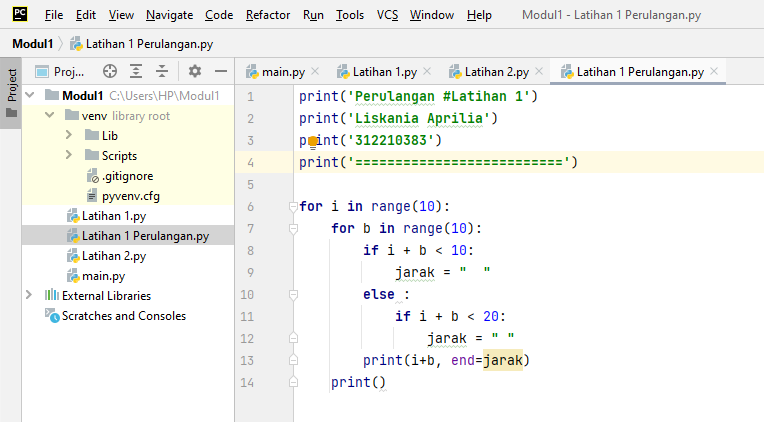 PC File Edit View Navigate Code Refactor Run Tools VCS Window Help Modul1 - Latihan 1 Perulangan.py
Modul1 Latihan 1 Perulangan.py
Project
Proj...
Modul1 C:\Users\HP\Modul1
venv library root
Lib
Scripts
.gitignore
pyvenv.cfg
Latihan 1.py
Latihan 1 Perulangan.py
Latihan 2.py
main.py
External Libraries
Scratches and Consoles
main.py Latihan 1.py Latihan 2.py Latihan 1 Perulangan.py
1 print('Perulangan #Latihan 1')
2 print('Liskania Aprilia')
3 print('312210383')
4 print('==========================')
5
6 for i in range(10):
7     for b in range(10):
8         if i + b < 10:
9             jarak = "  "
10         else :
11             if i + b < 20:
12                 jarak = " "
13         print(i+b, end=jarak)
14     print()